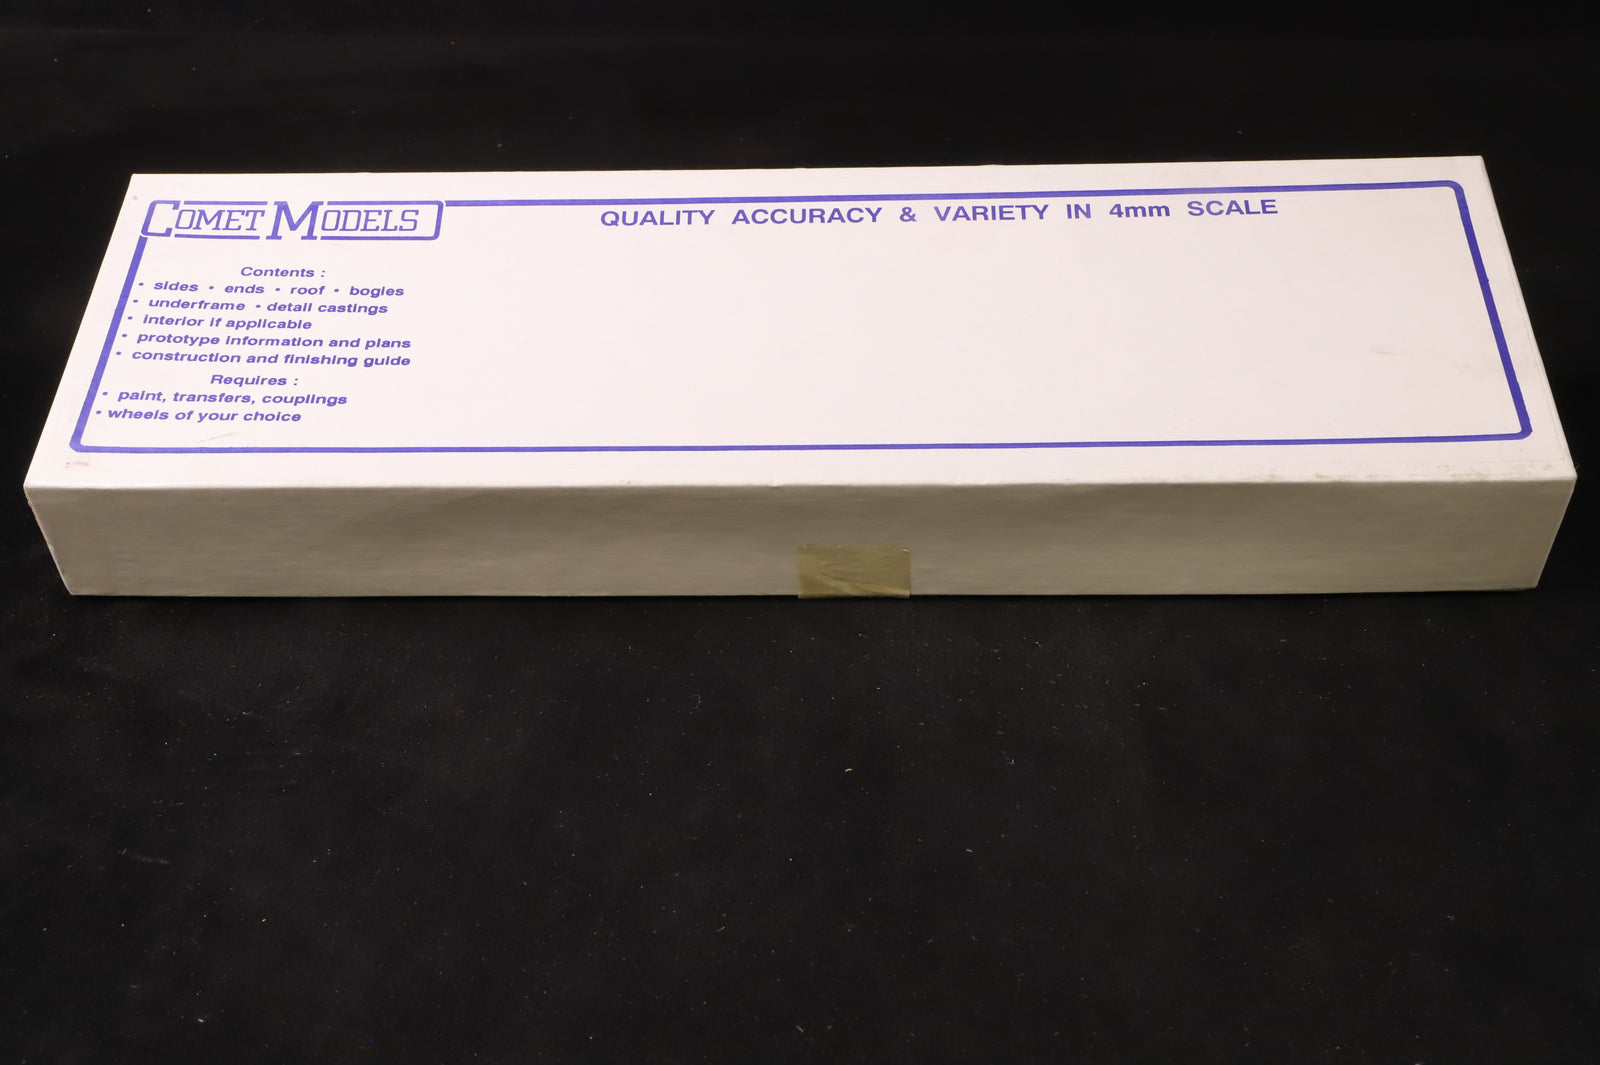 COMET MODELS
QUALITY ACCURACY & VARIETY IN 4mm SCALE
Contents :
• sides • ends • roof • bogies
• underframe • detail castings
• interior if applicable
• prototype information and plans
• construction and finishing guide
Requires :
• paint, transfers, couplings
• wheels of your choice